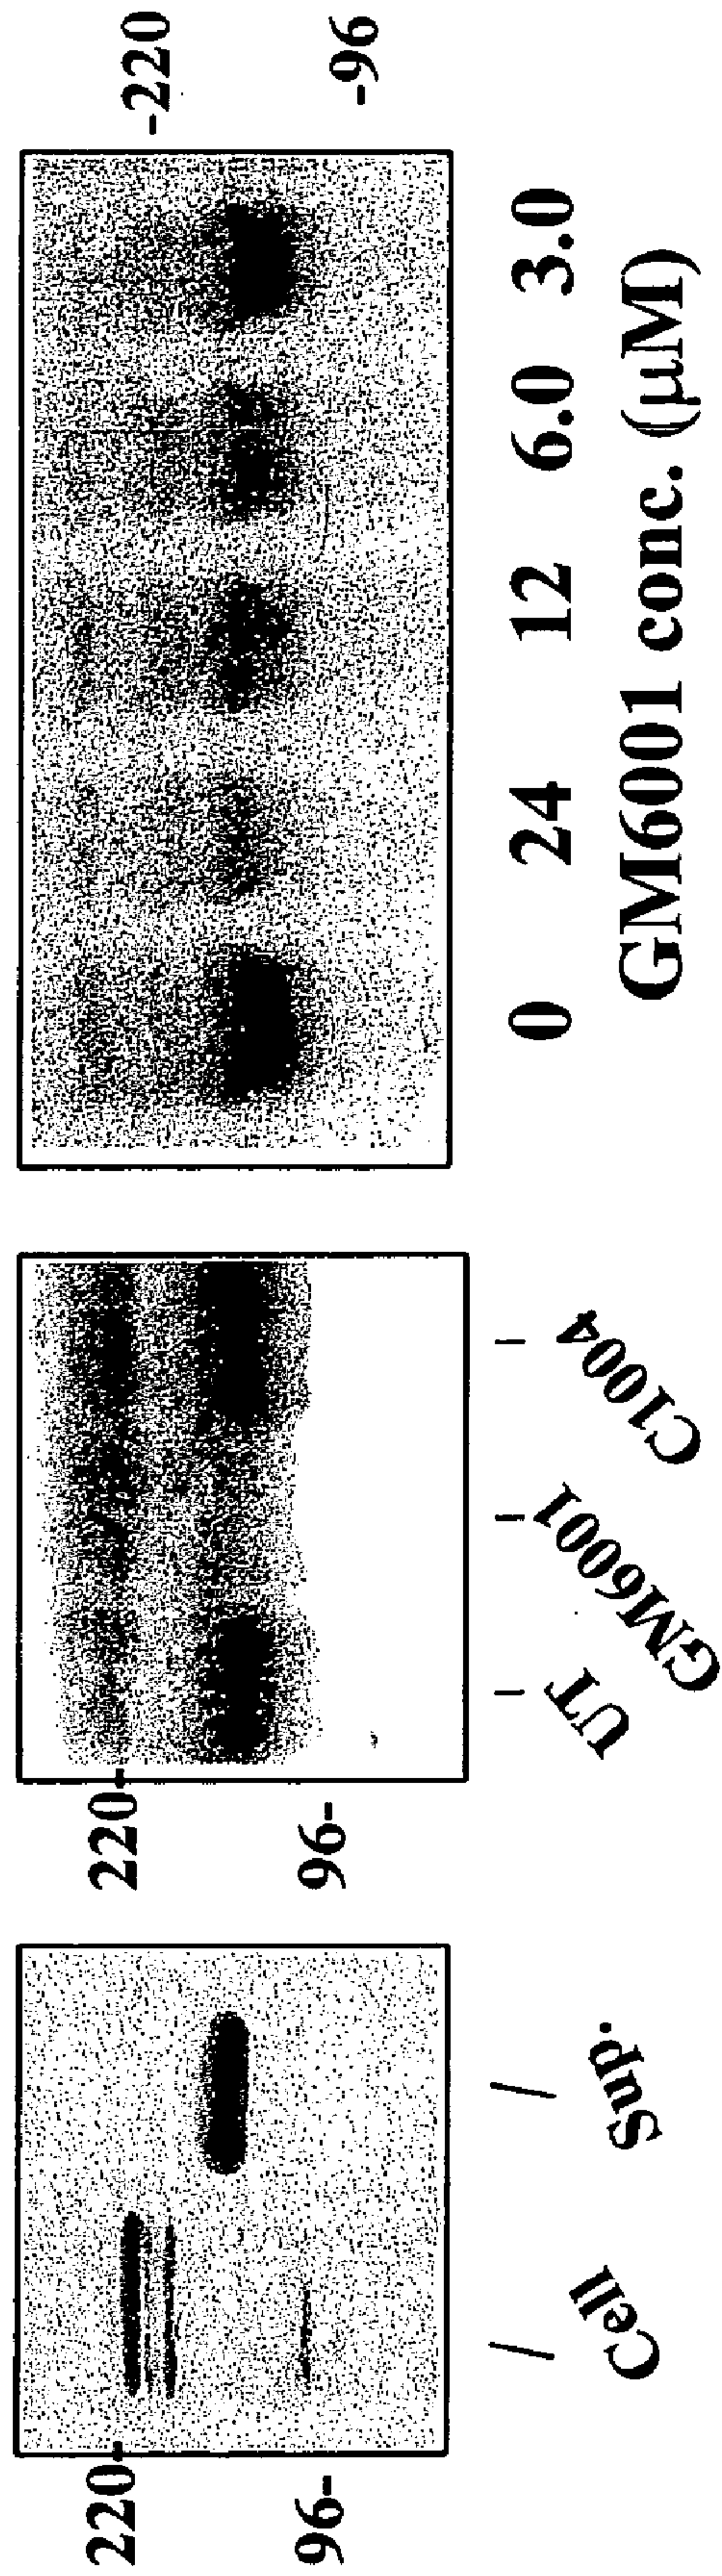 220-
96-
Cell
Sup.
220-
96-
UT
GM6001
C1004
-220
-96
0 24 12 6.0 3.0
GM6001 conc. (μM)